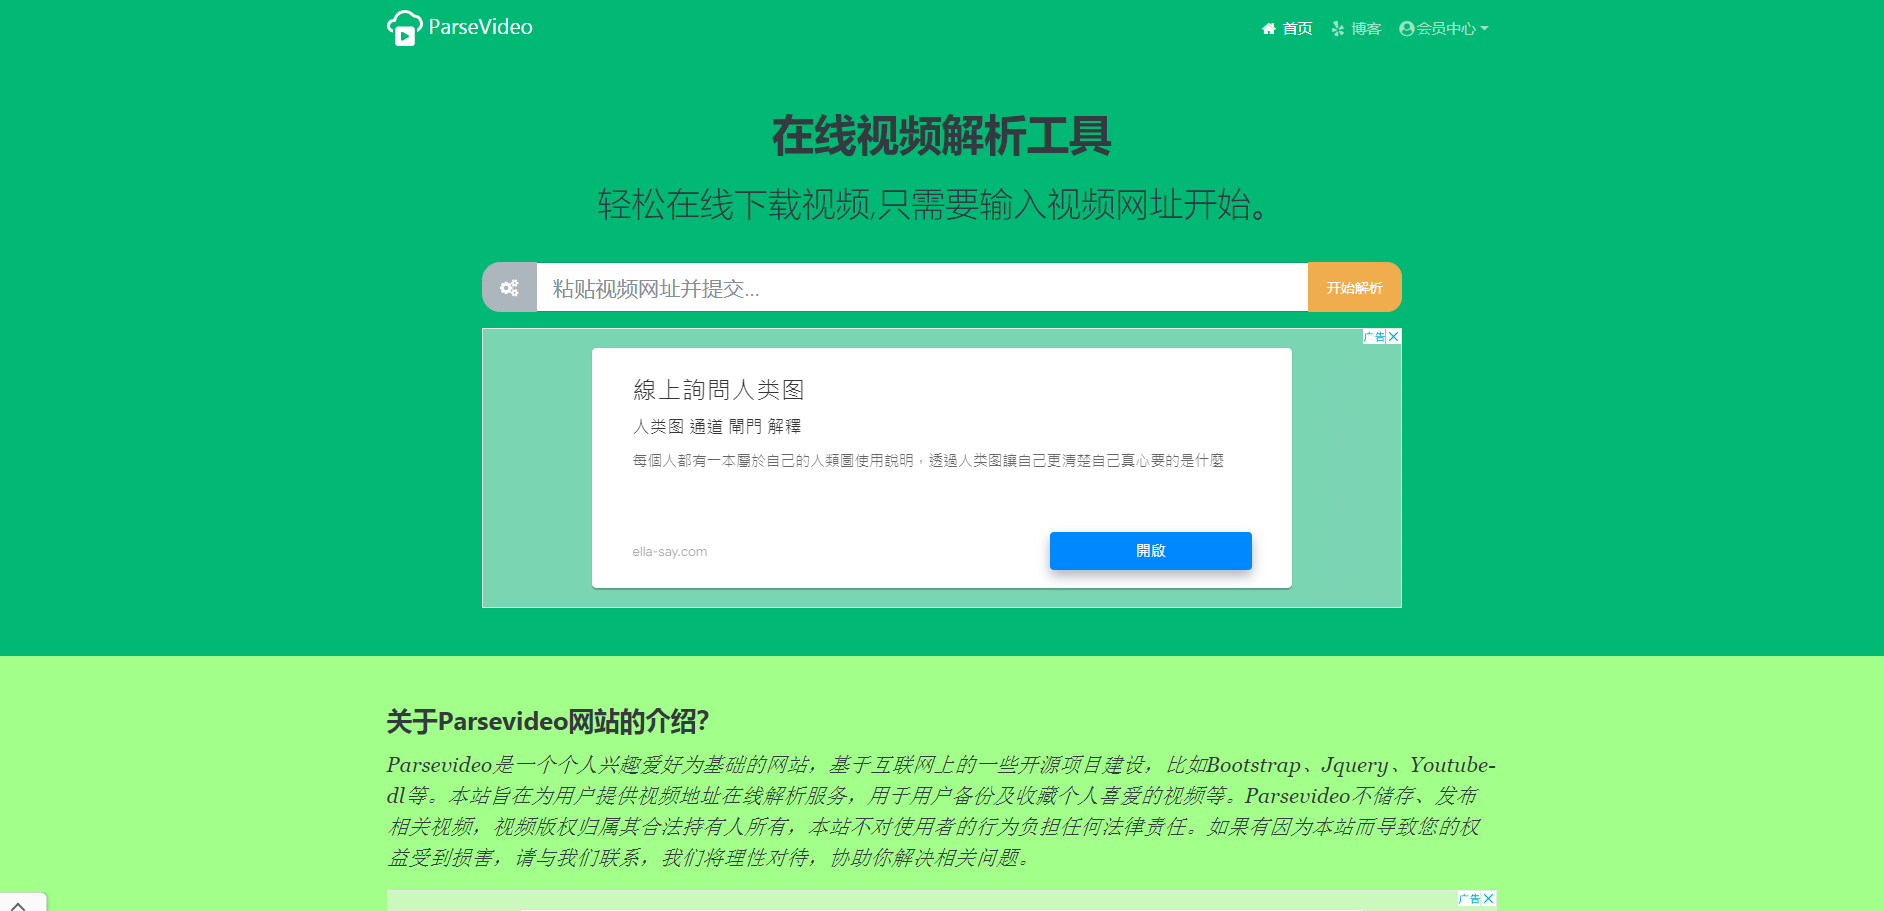 ParseVideo
首页
博客
会员中心
在线视频解析工具
轻松在线下载视频,只需要输入视频网址开始。
粘贴视频网址并提交...
开始解析
广告
線上詢問人类图
人类图 通道 閘門 解釋
每個人都有一本屬於自己的人類圖使用說明，透過人类图讓自己更清楚自己真心要的是什麼
ella-say.com
開啟
关于Parsevideo网站的介绍?
Parsevideo是一个个人兴趣爱好为基础的网站，基于互联网上的一些开源项目建设，比如Bootstrap、Jquery、Youtube-
dl等。本站旨在为用户提供视频地址在线解析服务，用于用户备份及收藏个人喜爱的视频等。Parsevideo不储存、发布
相关视频，视频版权归属其合法持有人所有，本站不对使用者的行为负担任何法律责任。如果有因为本站而导致您的权
益受到损害，请与我们联系，我们将理性对待，协助你解决相关问题。
广告